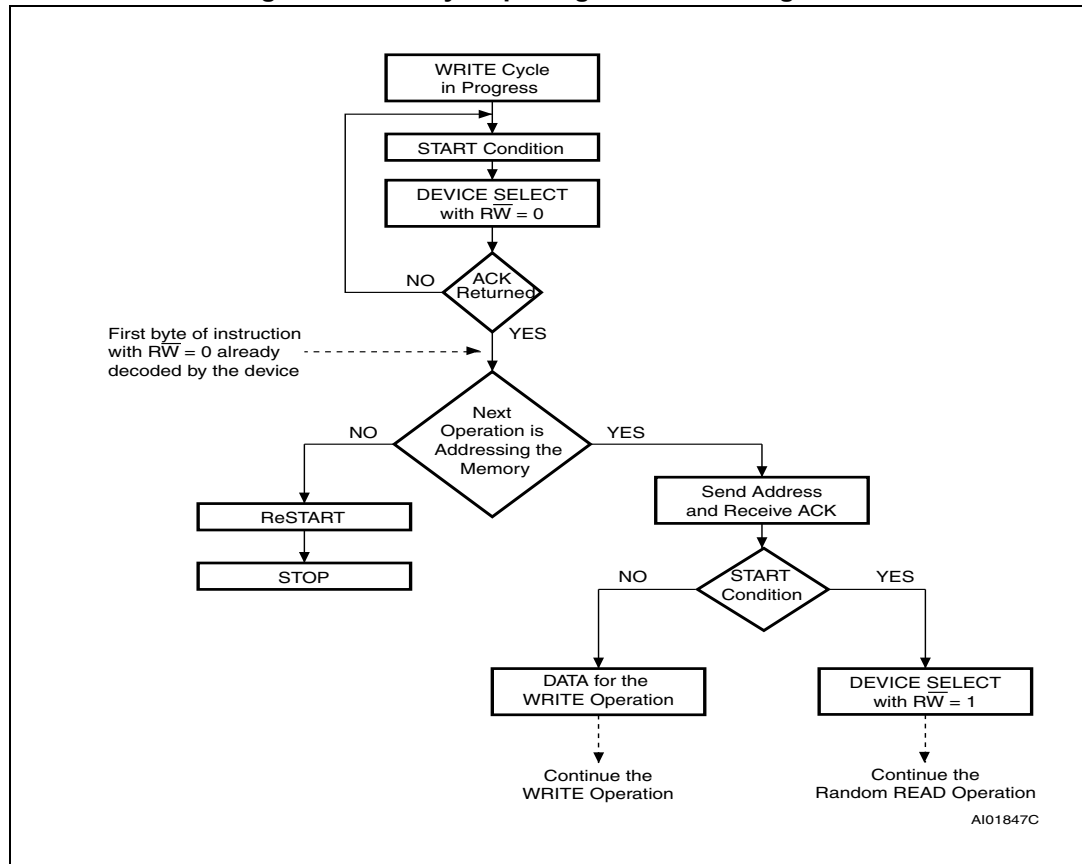 WRITE Cycle
in Progress
START Condition
DEVICE SELECT
with RW̅ = 0
NO
ACK
Returned
YES
First byte of instruction
with RW̅ = 0 already
decoded by the device
NO
Next
Operation is
Addressing the
Memory
YES
ReSTART
STOP
Send Address
and Receive ACK
NO
START
Condition
YES
DATA for the
WRITE Operation
DEVICE SELECT
with RW̅ = 1
Continue the
WRITE Operation
Continue the
Random READ Operation
AI01847C